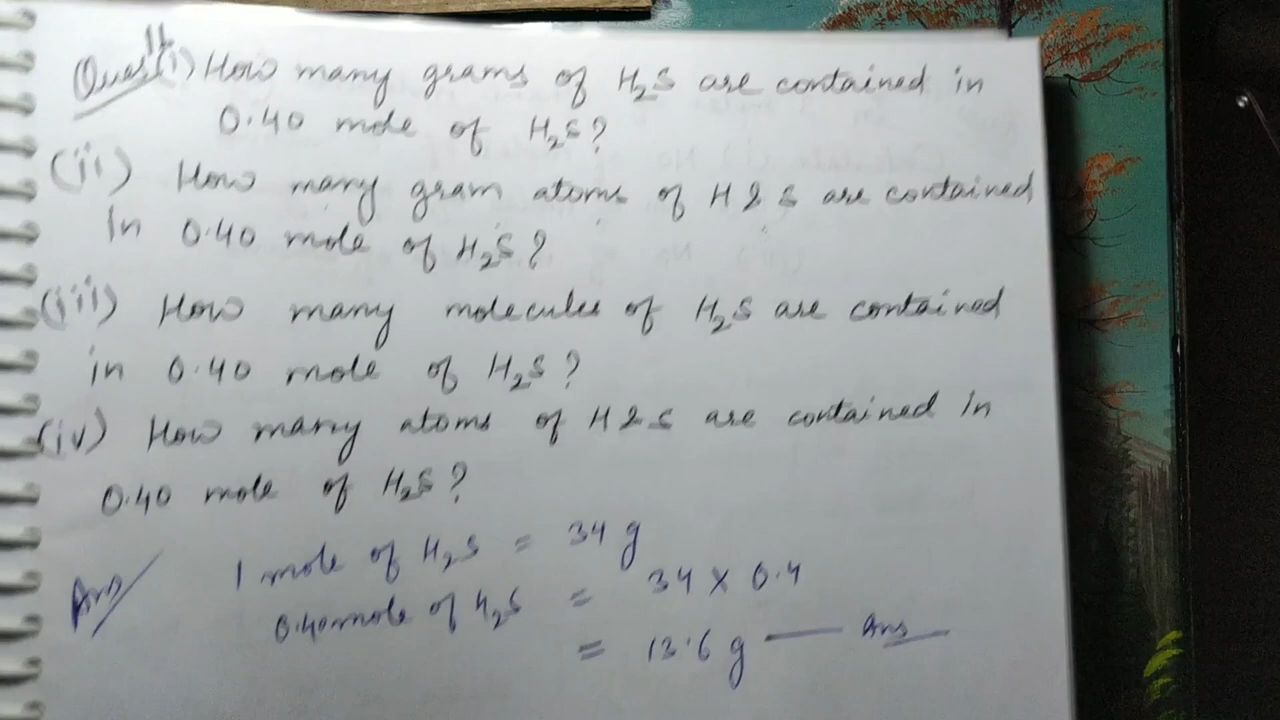 Ques 11 (i) How many grams of H₂S are contained in
0.40 mole of H₂S?
(ii) How many gram atoms of H & S are contained
in 0.40 mole of H₂S?
(iii) How many molecules of H₂S are contained
in 0.40 mole of H₂S?
(iv) How many atoms of H & S are contained in
0.40 mole of H₂S?
Ans 1 mole of H₂S = 34 g
0.40 mole of H₂S = 34 × 0.4
= 13.6 g — Ans